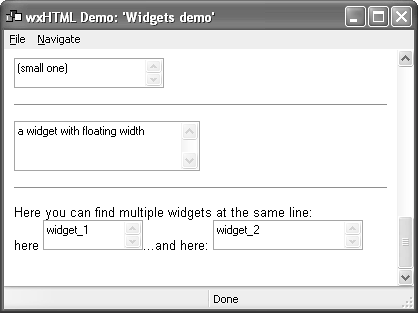 wxHTML Demo: 'Widgets demo'
File Navigate
(small one)
a widget with floating width
Here you can find multiple widgets at the same line:
here widget_1 ...and here: widget_2
Done